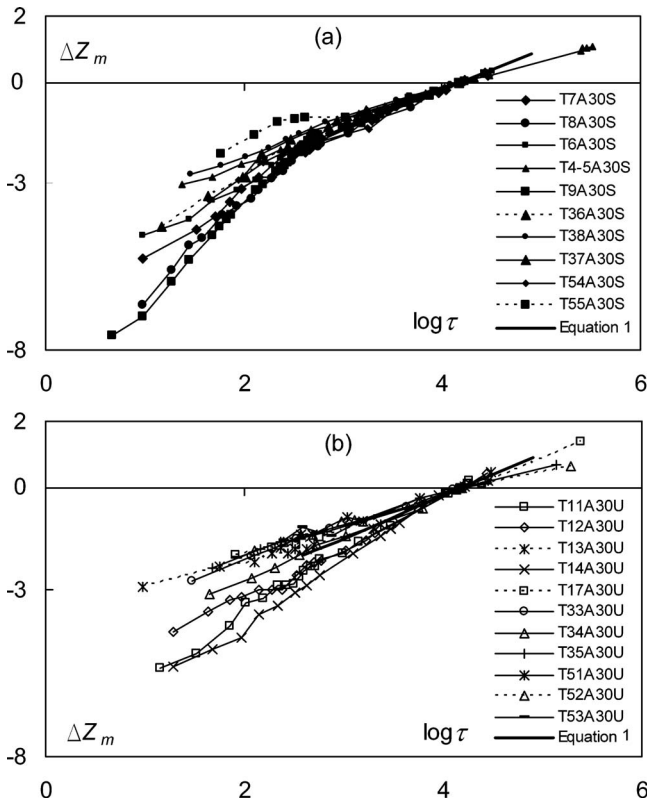 2
(a)
ΔZ m
0
T7A30S
T8A30S
T6A30S
T4-5A30S
-3
T9A30S
T36A30S
T38A30S
T37A30S
T54A30S
T55A30S
log τ
Equation 1
-8
0 2 4 6
2
(b)
0
T11A30U
T12A30U
T13A30U
-3
T14A30U
T17A30U
T33A30U
T34A30U
T35A30U
T51A30U
T52A30U
T53A30U
ΔZ m log τ Equation 1
-8
0 2 4 6